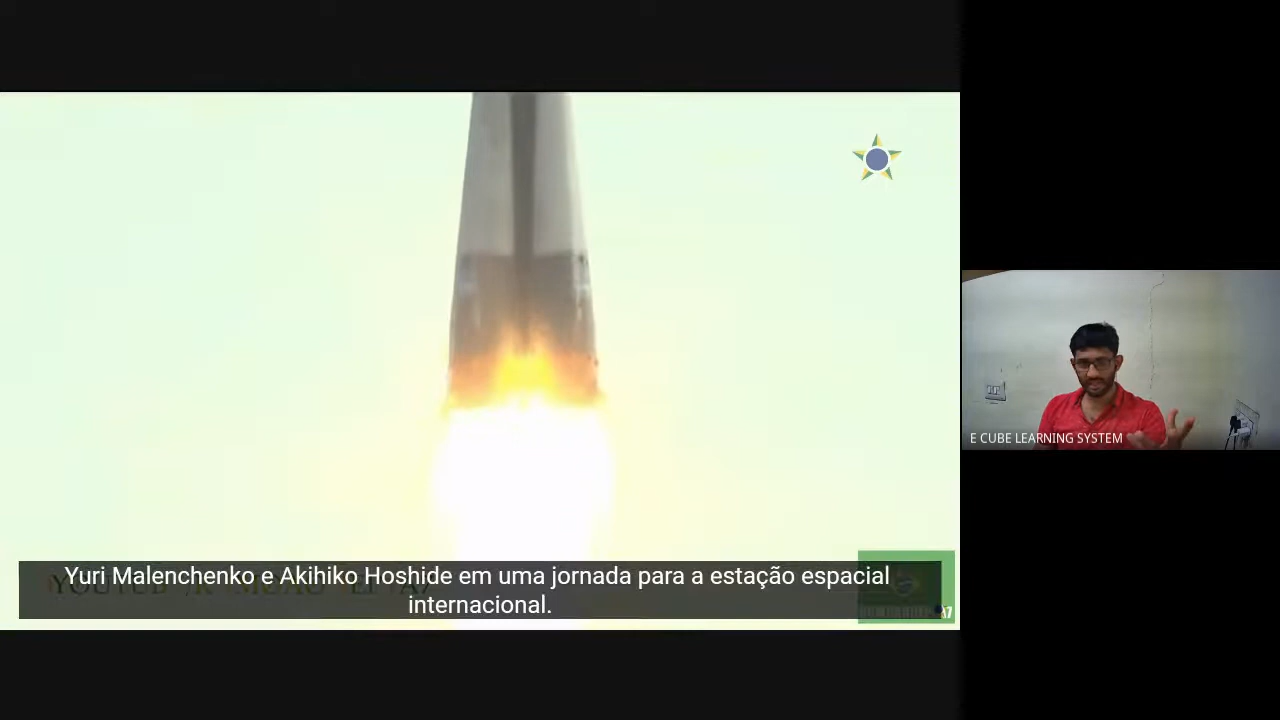 Yuri Malenchenko e Akihiko Hoshide em uma jornada para a estação espacial
internacional.
E CUBE LEARNING SYSTEM